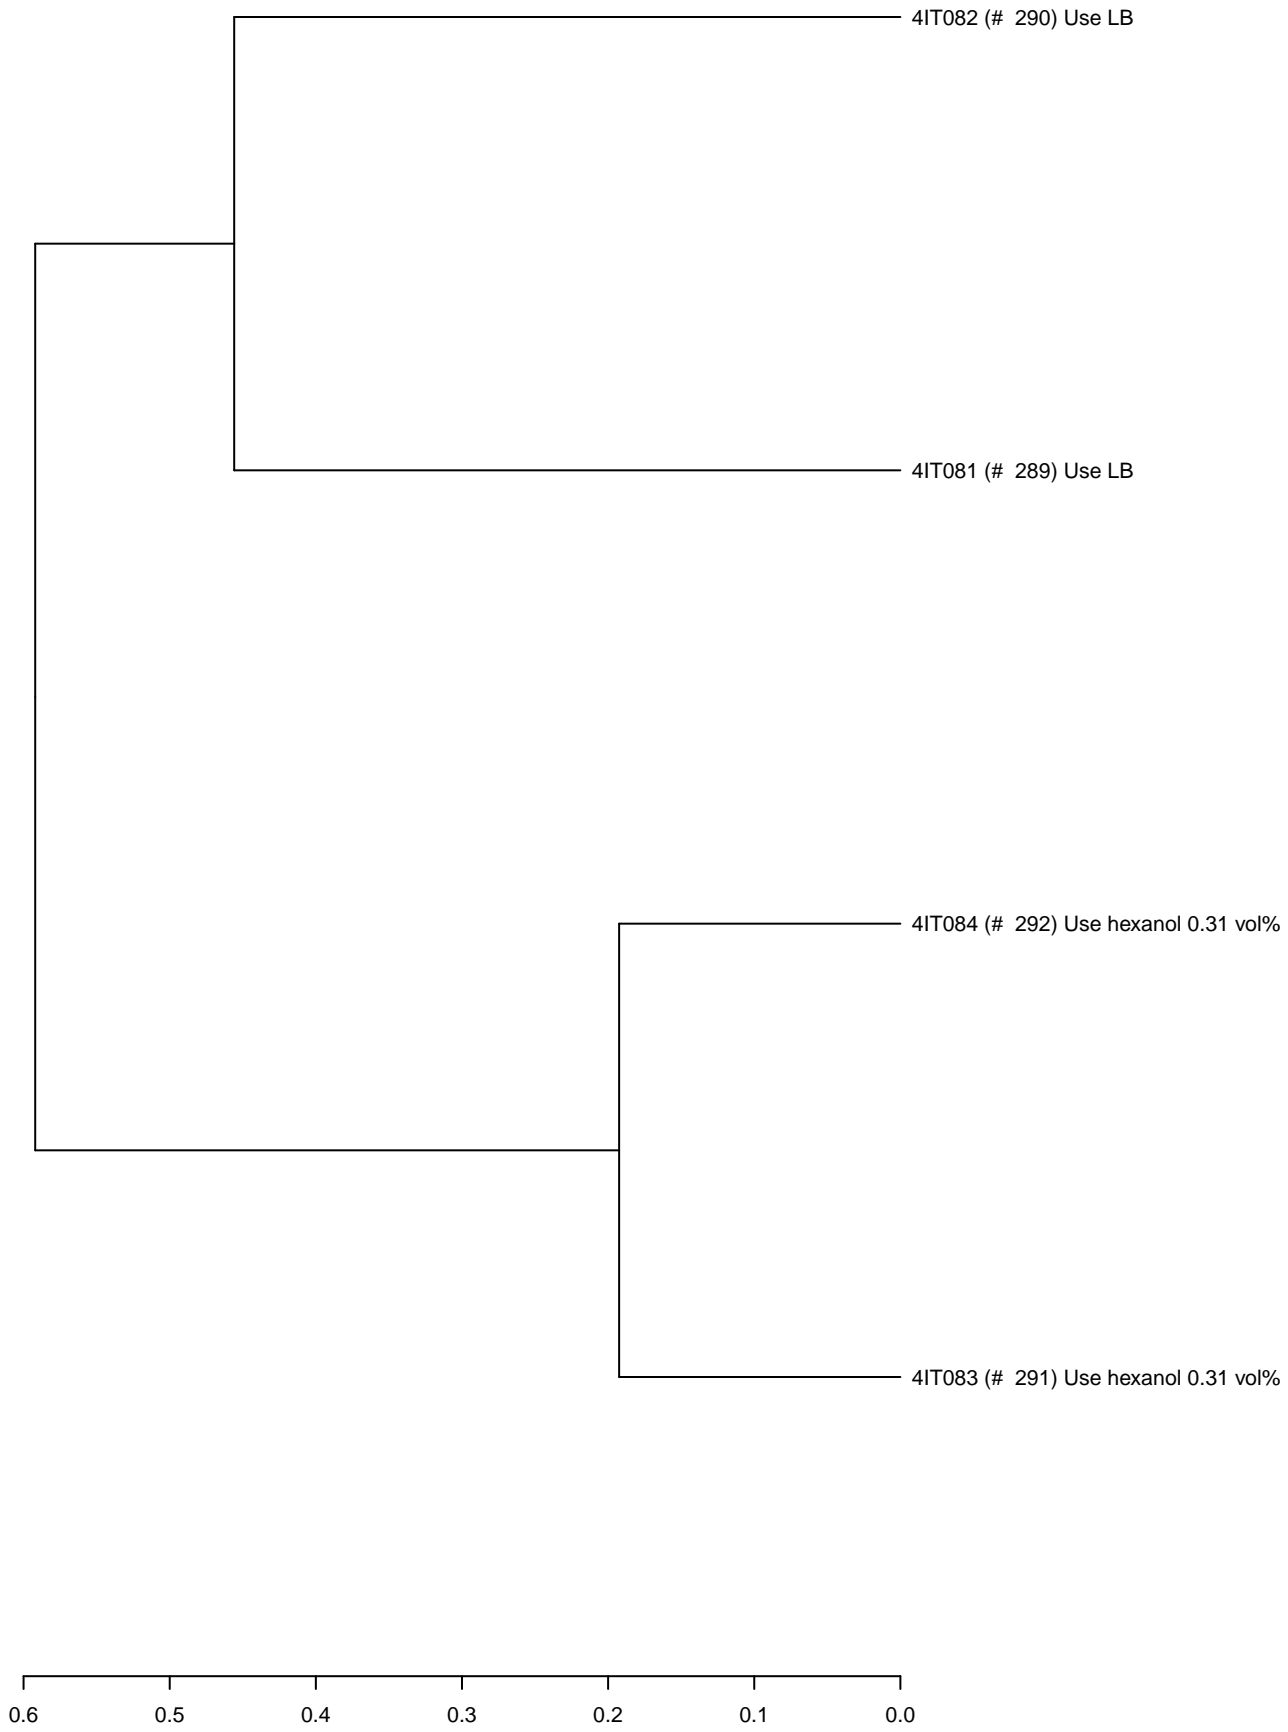 4IT082 (#  290) Use LB
4IT081 (#  289) Use LB
4IT084 (#  292) Use hexanol 0.31 vol%
4IT083 (#  291) Use hexanol 0.31 vol%
0.6 0.5 0.4 0.3 0.2 0.1 0.0